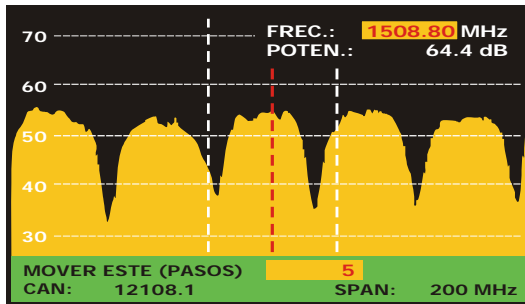 70
FREC.: 1508.80 MHz
POTEN.: 64.4 dB
60
50
40
30
MOVER ESTE (PASOS) 5
CAN: 12108.1 SPAN: 200 MHz